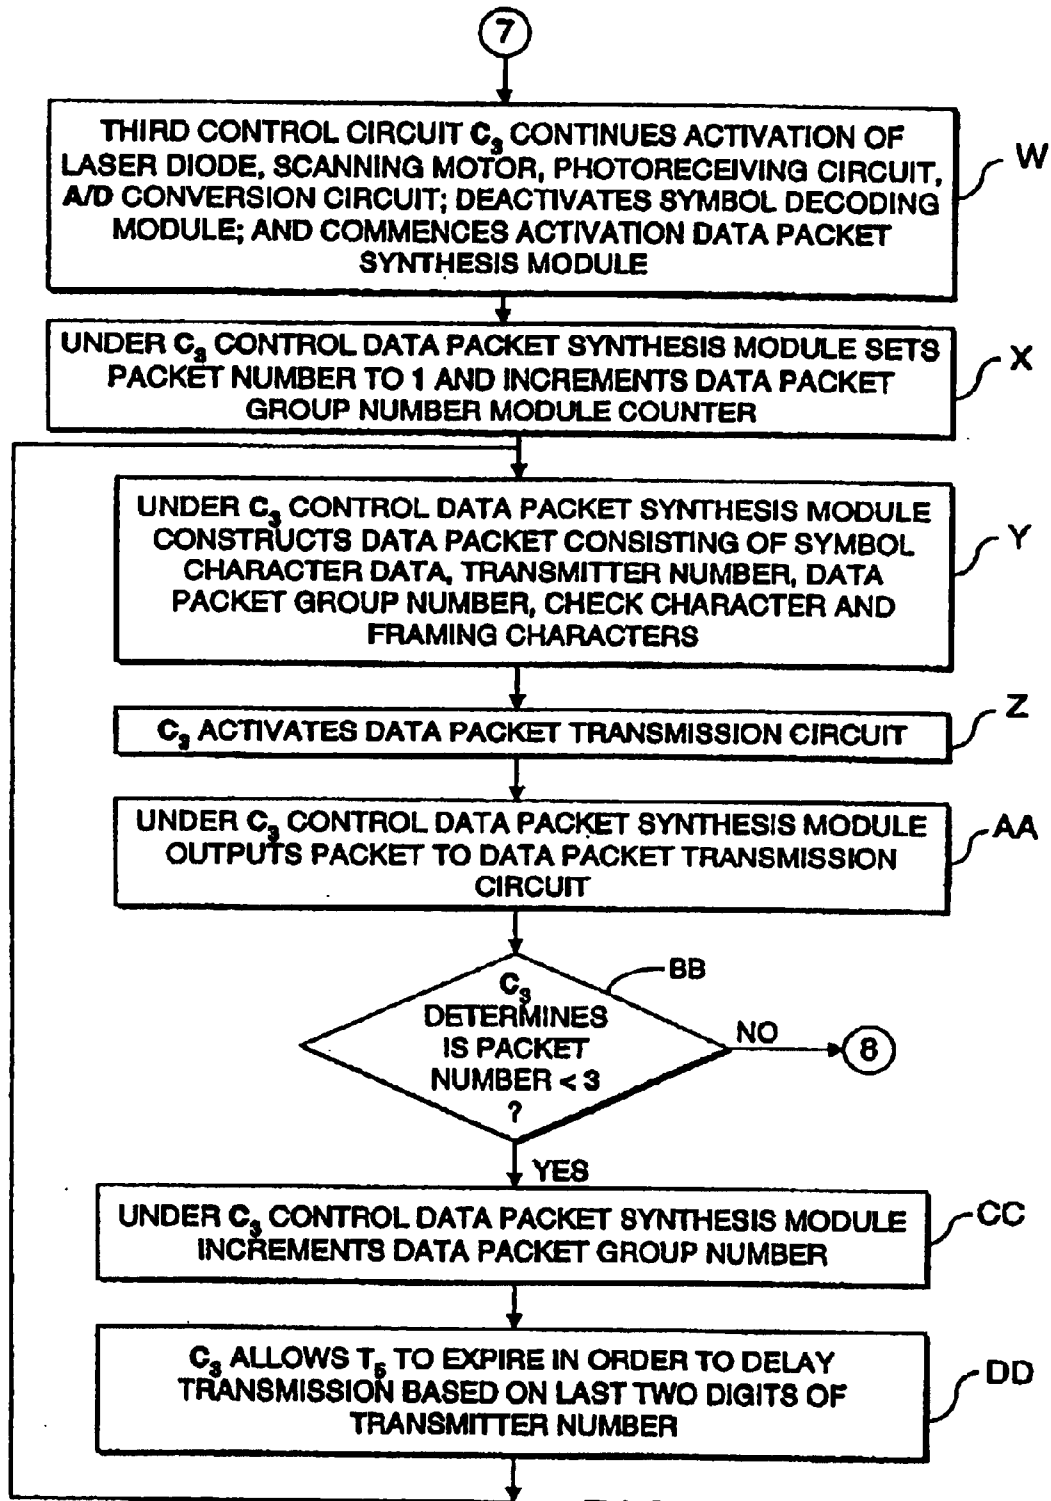 7
THIRD CONTROL CIRCUIT C3 CONTINUES ACTIVATION OF
LASER DIODE, SCANNING MOTOR, PHOTORECEIVING CIRCUIT,
A/D CONVERSION CIRCUIT; DEACTIVATES SYMBOL DECODING
MODULE; AND COMMENCES ACTIVATION DATA PACKET
SYNTHESIS MODULE
W
UNDER C3 CONTROL DATA PACKET SYNTHESIS MODULE SETS
PACKET NUMBER TO 1 AND INCREMENTS DATA PACKET
GROUP NUMBER MODULE COUNTER
X
UNDER C3 CONTROL DATA PACKET SYNTHESIS MODULE
CONSTRUCTS DATA PACKET CONSISTING OF SYMBOL
CHARACTER DATA, TRANSMITTER NUMBER, DATA
PACKET GROUP NUMBER, CHECK CHARACTER AND
FRAMING CHARACTERS
Y
C3 ACTIVATES DATA PACKET TRANSMISSION CIRCUIT
Z
UNDER C3 CONTROL DATA PACKET SYNTHESIS MODULE
OUTPUTS PACKET TO DATA PACKET TRANSMISSION
CIRCUIT
AA
C3
DETERMINES
IS PACKET
NUMBER < 3
?
BB
NO
8
YES
UNDER C3 CONTROL DATA PACKET SYNTHESIS MODULE
INCREMENTS DATA PACKET GROUP NUMBER
CC
C3 ALLOWS T5 TO EXPIRE IN ORDER TO DELAY
TRANSMISSION BASED ON LAST TWO DIGITS OF
TRANSMITTER NUMBER
DD